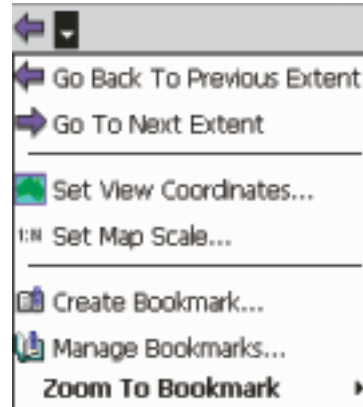 Go Back To Previous Extent
Go To Next Extent
Set View Coordinates...
1:N Set Map Scale...
Create Bookmark...
Manage Bookmarks...
Zoom To Bookmark